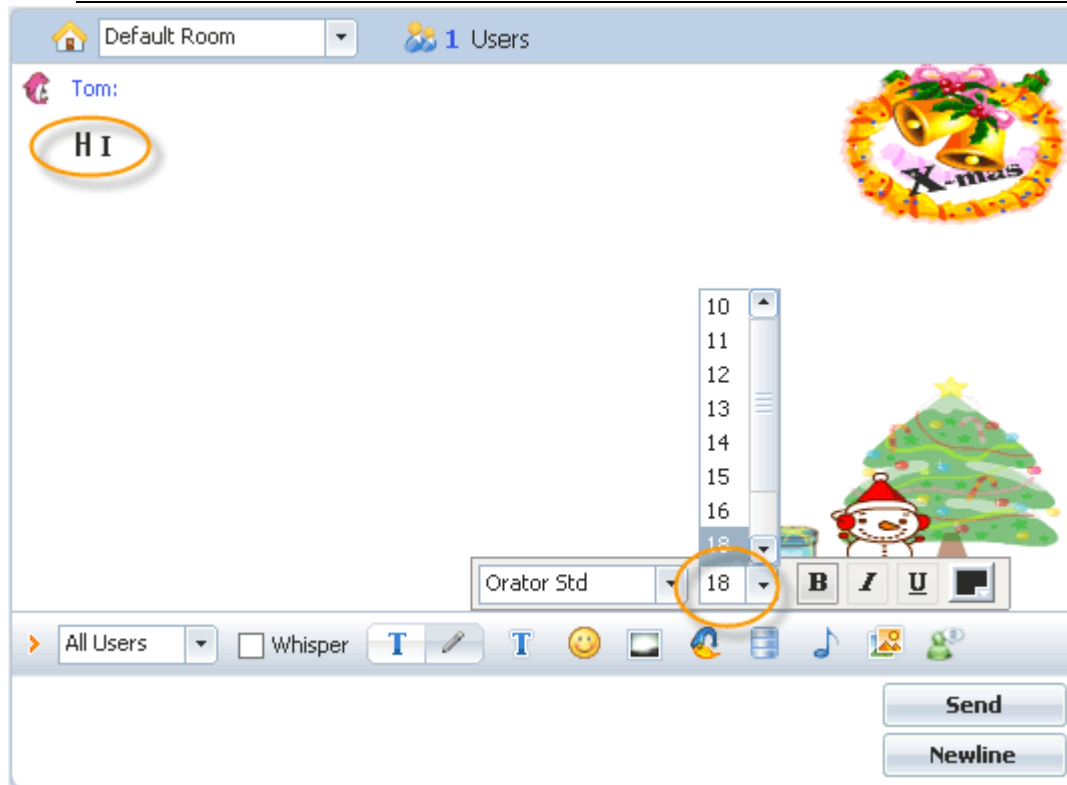 Default Room
1 Users
Tom:
H I
X-mas
10
11
12
13
14
15
16
18
Orator Std
18
B I U
All Users
Whisper
T
T
Send
Newline